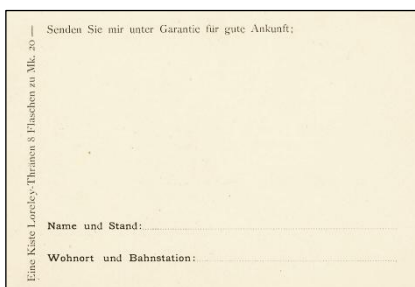 Senden Sie mir unter Garantie für gute Ankunft:
Eine Kiste Loreley-Thränen 8 Flaschen zu Mk. 20 —
Name und Stand:
Wohnort und Bahnstation: